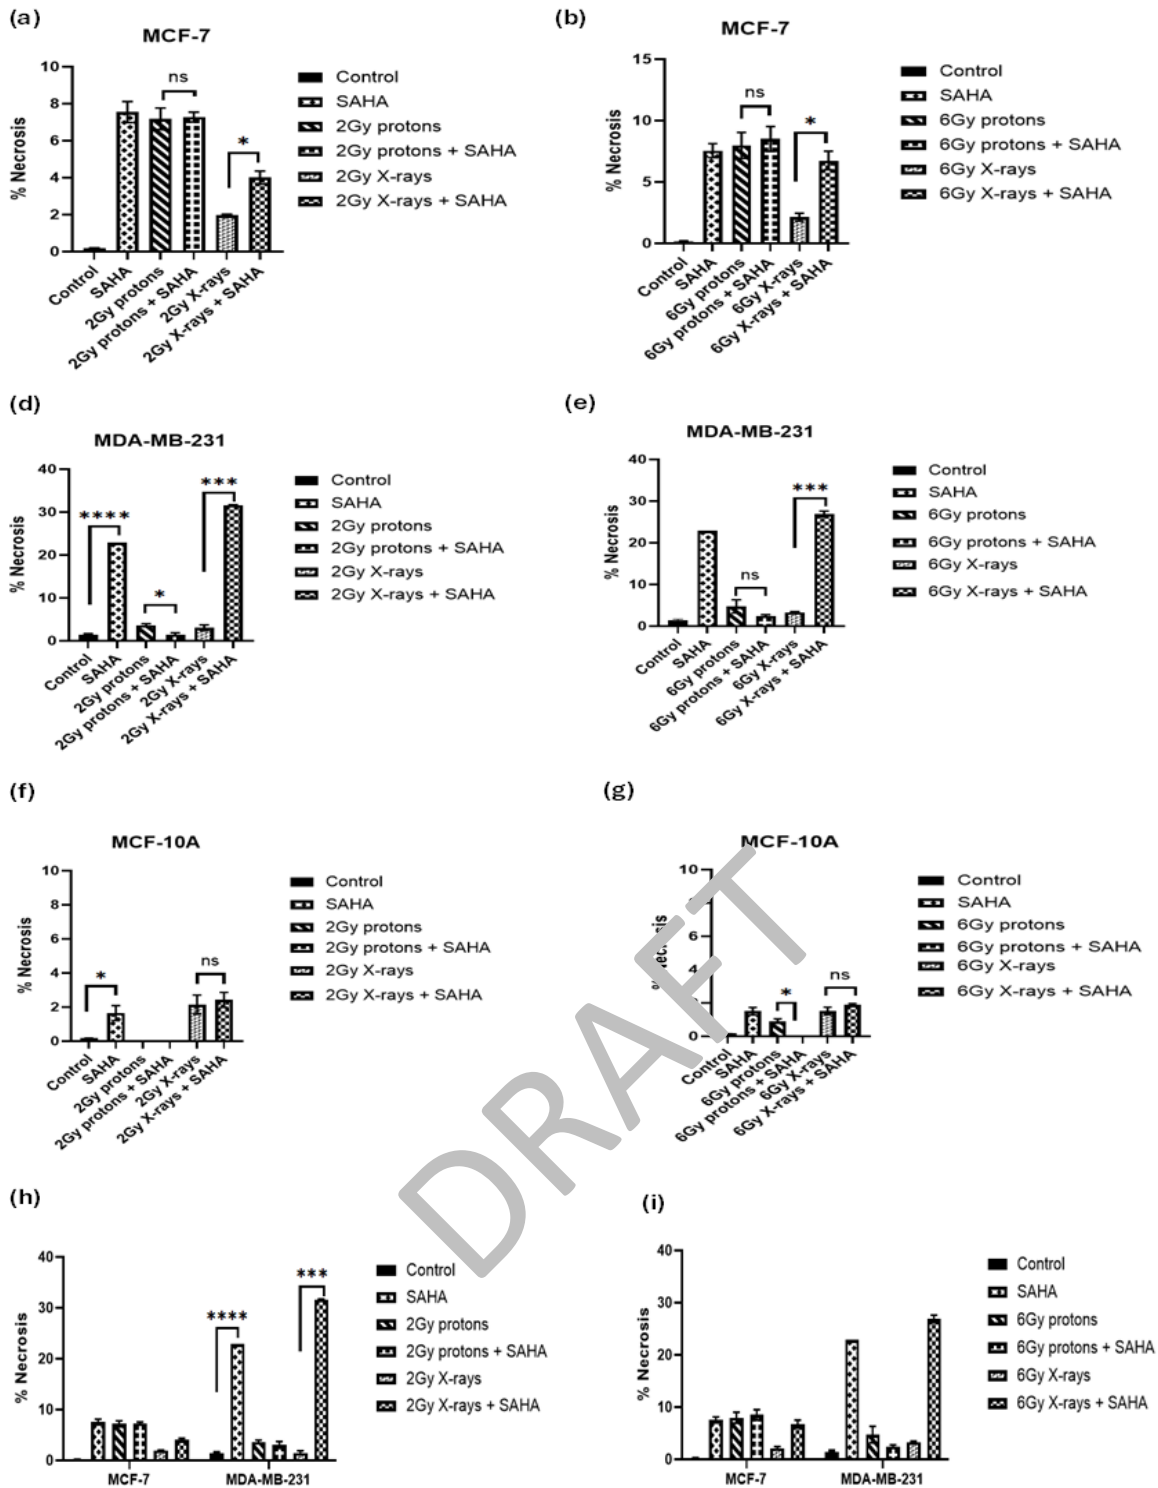 (a)
MCF-7
% Necrosis
10
8
6
4
2
0
ns
*
Control
SAHA
2Gy protons
2Gy protons + SAHA
2Gy X-rays
2Gy X-rays + SAHA
Control
SAHA
2Gy protons
2Gy protons + SAHA
2Gy X-rays
2Gy X-rays + SAHA
(b)
MCF-7
% Necrosis
15
10
5
0
ns
*
Control
SAHA
6Gy protons
6Gy protons + SAHA
6Gy X-rays
6Gy X-rays + SAHA
Control
SAHA
6Gy protons
6Gy protons + SAHA
6Gy X-rays
6Gy X-rays + SAHA
(d)
MDA-MB-231
% Necrosis
40
30
20
10
0
****
*
***
Control
SAHA
2Gy protons
2Gy protons + SAHA
2Gy X-rays
2Gy X-rays + SAHA
Control
SAHA
2Gy protons
2Gy protons + SAHA
2Gy X-rays
2Gy X-rays + SAHA
(e)
MDA-MB-231
% Necrosis
40
30
20
10
0
ns
***
Control
SAHA
6Gy protons
6Gy protons + SAHA
6Gy X-rays
6Gy X-rays + SAHA
Control
SAHA
6Gy protons
6Gy protons + SAHA
6Gy X-rays
6Gy X-rays + SAHA
(f)
MCF-10A
% Necrosis
10
8
6
4
2
0
*
ns
Control
SAHA
2Gy protons
2Gy protons + SAHA
2Gy X-rays
2Gy X-rays + SAHA
Control
SAHA
2Gy protons
2Gy protons + SAHA
2Gy X-rays
2Gy X-rays + SAHA
(g)
MCF-10A
10
6
2
0
*
ns
Control
SAHA
6Gy protons
6Gy protons + SAHA
6Gy X-rays
6Gy X-rays + SAHA
Control
SAHA
6Gy protons
6Gy protons + SAHA
6Gy X-rays
6Gy X-rays + SAHA
DRAFT
(h)
% Necrosis
40
30
20
10
0
****
***
MCF-7
MDA-MB-231
Control
SAHA
2Gy protons
2Gy protons + SAHA
2Gy X-rays
2Gy X-rays + SAHA
(i)
% Necrosis
40
30
20
10
0
MCF-7
MDA-MB-231
Control
SAHA
6Gy protons
6Gy protons + SAHA
6Gy X-rays
6Gy X-rays + SAHA